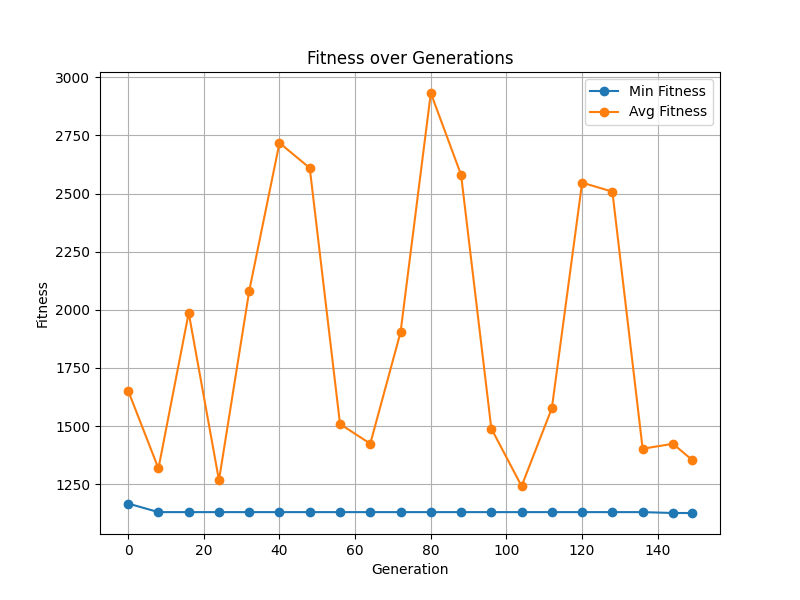 Fitness over Generations
Min Fitness
Avg Fitness
3000
2750
2500
2250
2000
1750
1500
1250
Fitness
0 20 40 60 80 100 120 140
Generation